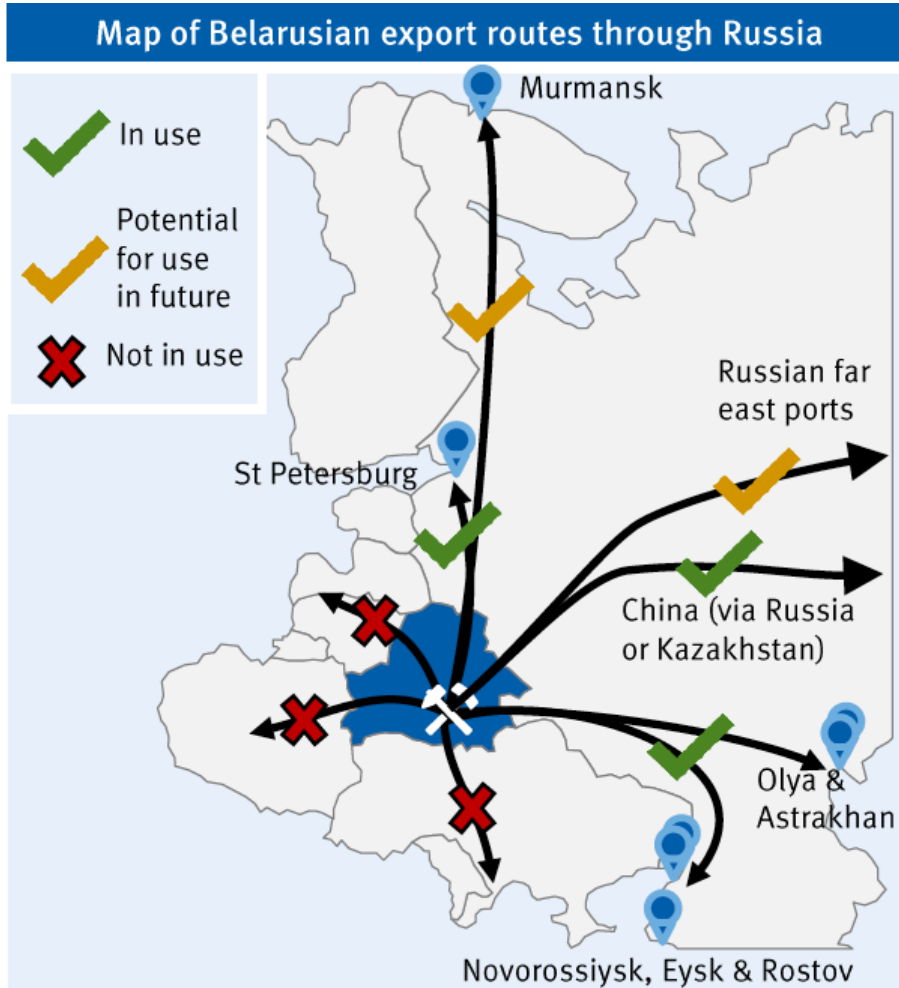 Map of Belarusian export routes through Russia
In use
Potential
for use
in future
Not in use
Murmansk
Russian far
east ports
St Petersburg
China (via Russia
or Kazakhstan)
Olya &
Astrakhan
Novorossiysk, Eysk & Rostov